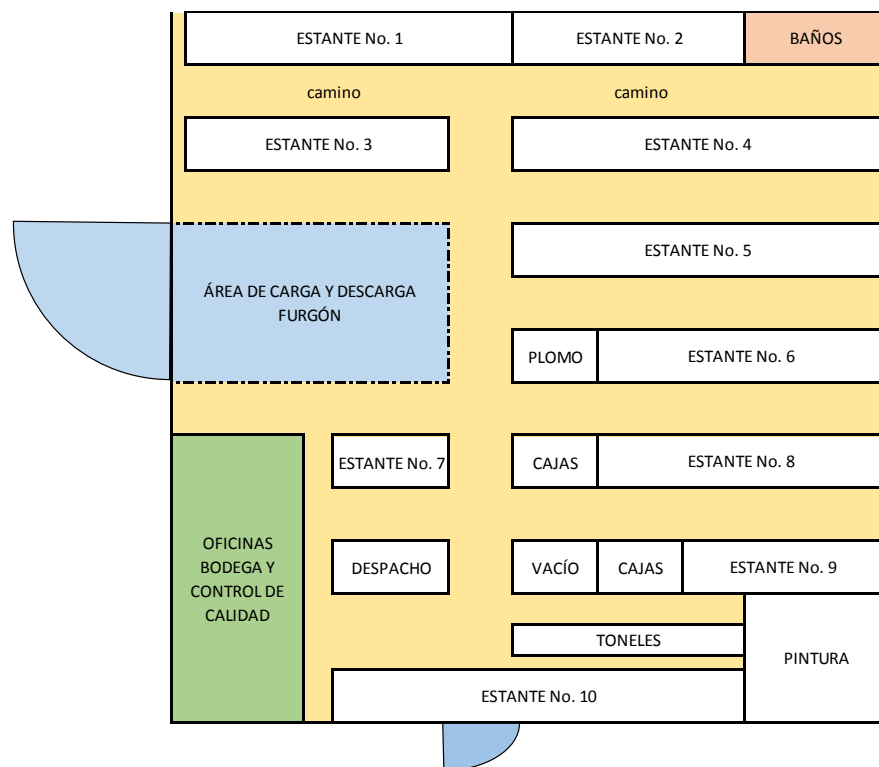 ESTANTE No. 1
ESTANTE No. 2
BAÑOS
camino
camino
ESTANTE No. 3
ESTANTE No. 4
ÁREA DE CARGA Y DESCARGA
FURGÓN
ESTANTE No. 5
PLOMO
ESTANTE No. 6
ESTANTE No. 7
CAJAS
ESTANTE No. 8
OFICINAS
BODEGA Y
CONTROL DE
CALIDAD
DESPACHO
VACÍO
CAJAS
ESTANTE No. 9
TONELES
PINTURA
ESTANTE No. 10